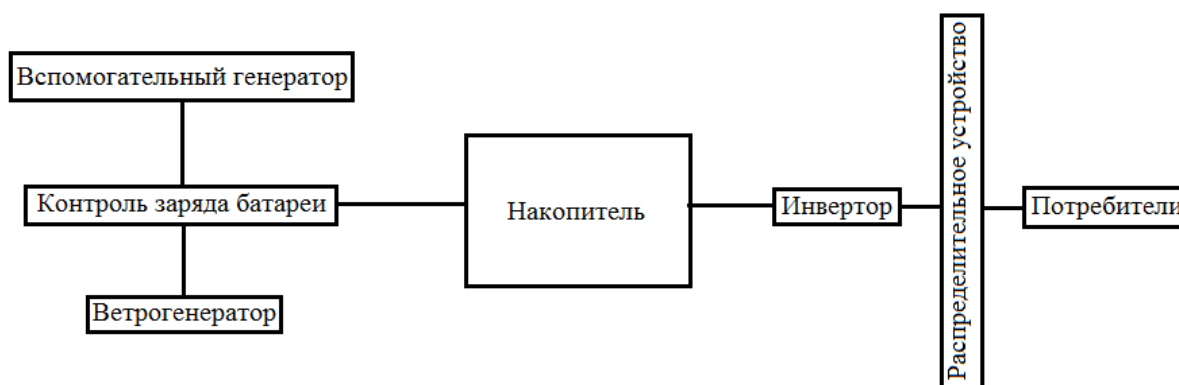 Вспомогательный генератор
Контроль заряда батареи
Ветрогенератор
Накопитель
Инвертор
Распределительное устройство
Потребители